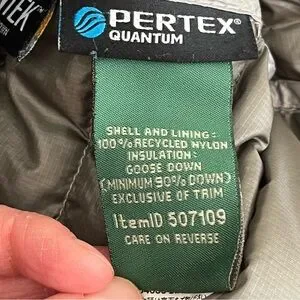 PERTEX®
QUANTUM
SHELL AND LINING:
100% RECYCLED NYLON
INSULATION:
GOOSE DOWN
(MINIMUM 90% DOWN)
EXCLUSIVE OF TRIM
ItemID 507109
CARE ON REVERSE